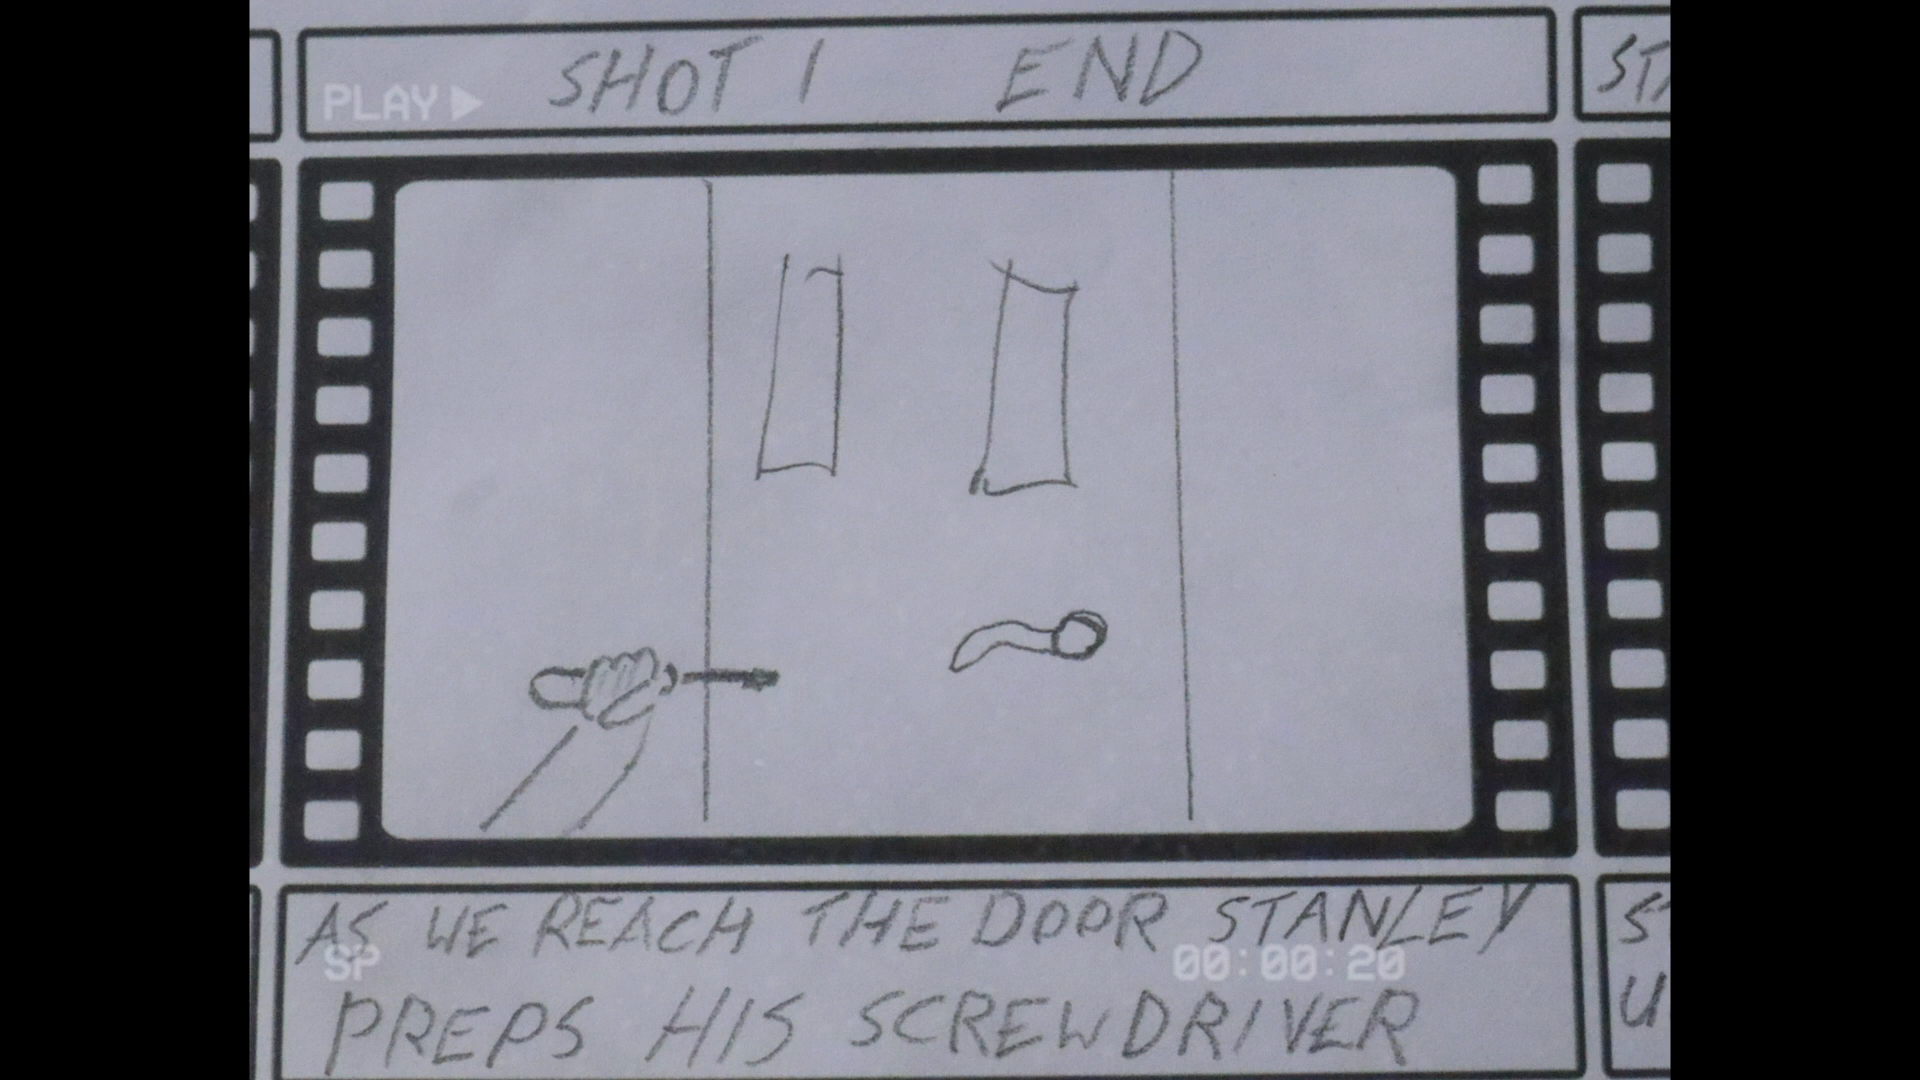 SHOT 1 END
PLAY
AS WE REACH THE DOOR STANLEY
SP
00:00:20
PREPS HIS SCREWDRIVER